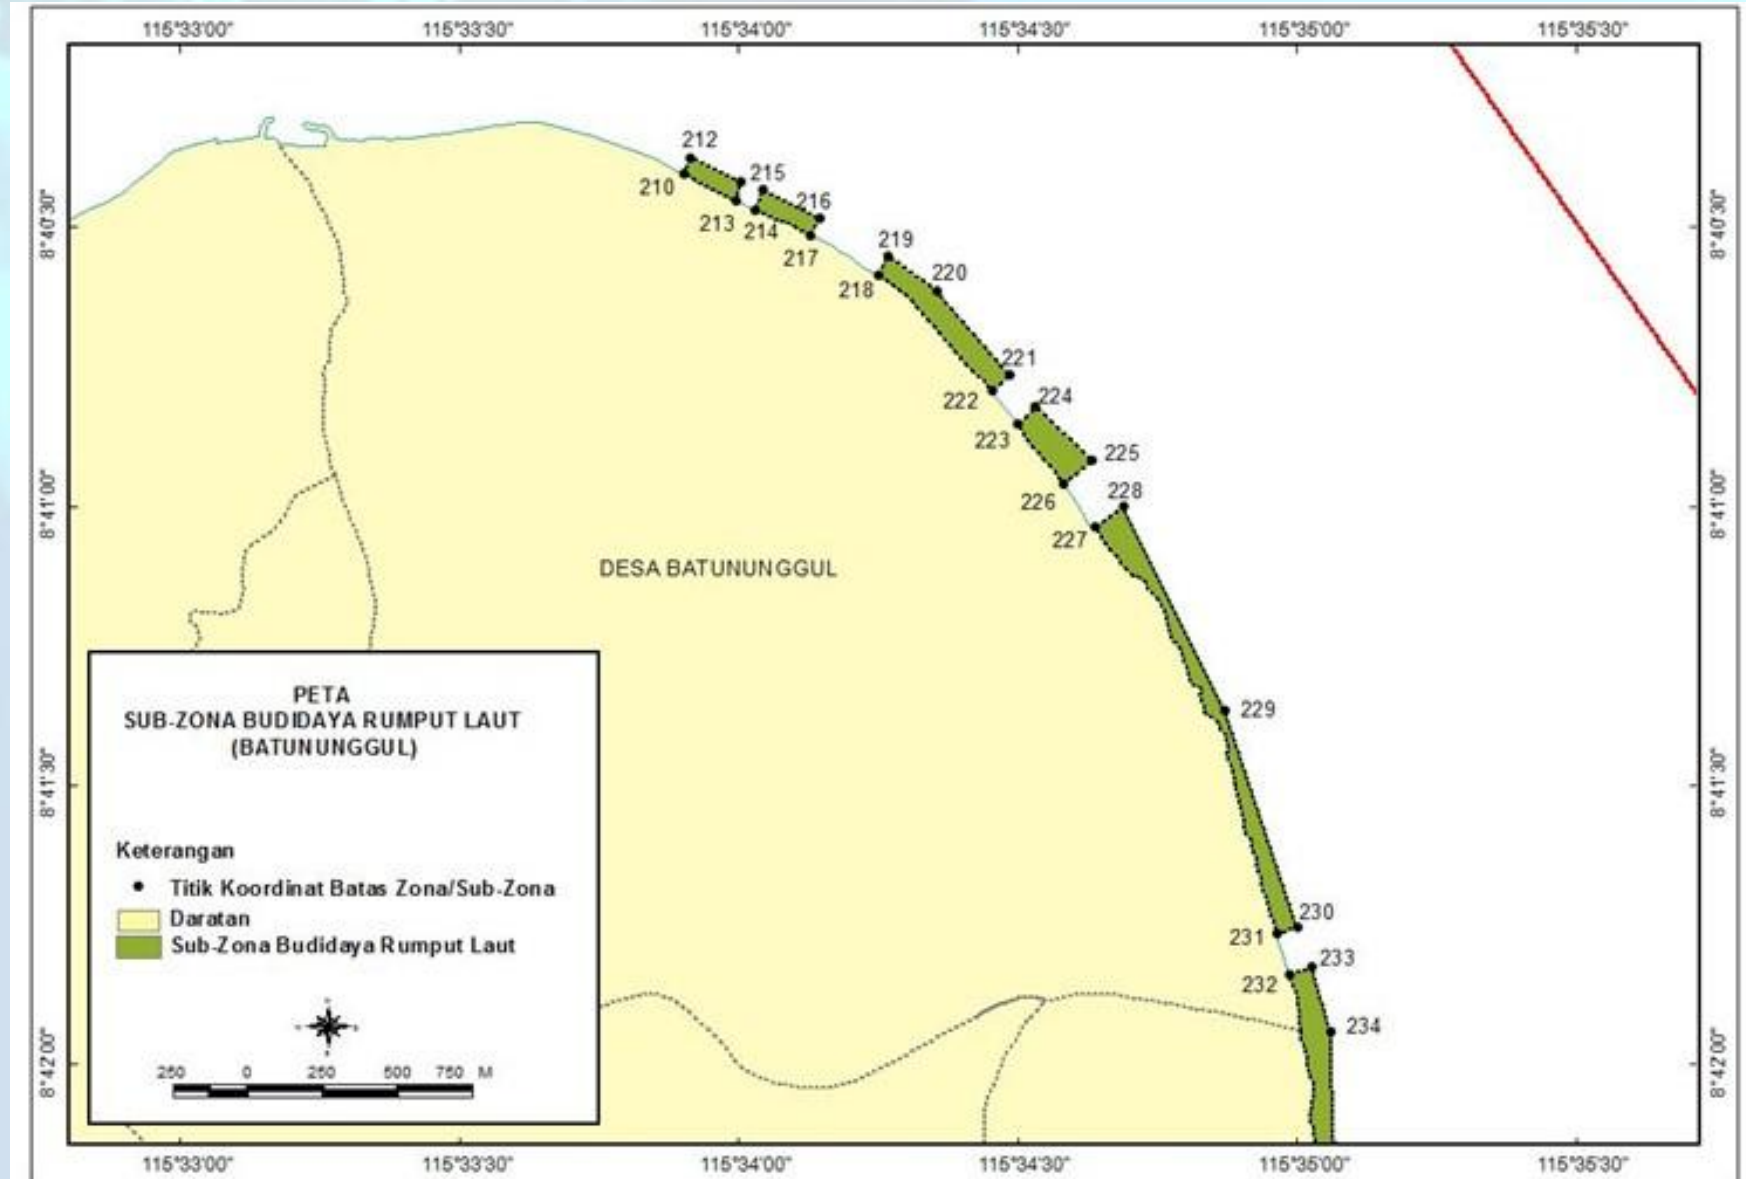 115°33'00" 115°33'30" 115°34'00" 115°34'30" 115°35'00" 115°35'30"
8°40'30" 8°40'30"
8°41'00" 8°41'00"
8°41'30" 8°41'30"
8°42'00" 8°42'00"
212
210
215
213
214
216
217
219
218
220
221
222
224
223
225
226
228
227
229
230
231
233
232
234
DESA BATUNUNGGUL
PETA
SUB-ZONA BUDIDAYA RUMPUT LAUT
(BATUNUNGGUL)
Keterangan
Titik Koordinat Batas Zona/Sub-Zona
Daratan
Sub-Zona Budidaya Rumput Laut
250 0 250 500 750 M
115°33'00" 115°33'30" 115°34'00" 115°34'30" 115°35'00" 115°35'30"